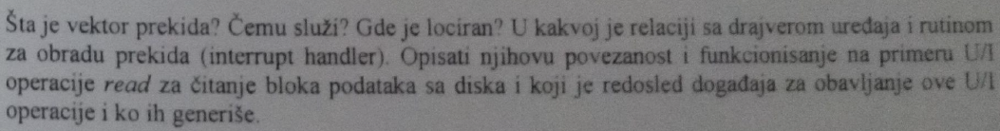 Šta je vektor prekida? Čemu služi? Gde je lociran? U kakvoj je relaciji sa drajverom uređaja i rutinom
za obradu prekida (interrupt handler). Opisati njihovu povezanost i funkcionisanje na primeru U/I
operacije read za čitanje bloka podataka sa diska i koji je redosled događaja za obavljanje ove U/I
operacije i ko ih generiše.